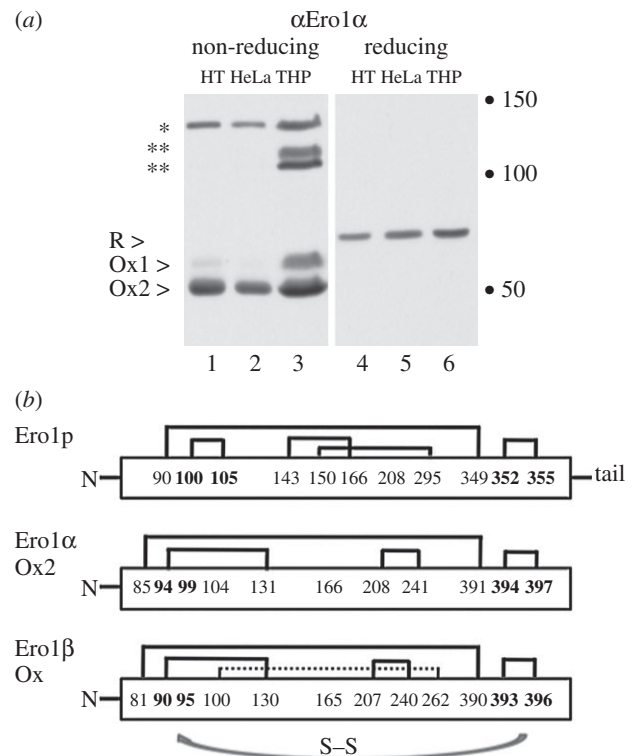 (a)
αEro1α
non-reducing reducing
HT HeLa THP HT HeLa THP
• 150
*
**
• 100
**
R >
Ox1 >
Ox2 >
• 50
1 2 3 4 5 6
(b)
Ero1p
90 100 105 143 150 166 208 295 349 352 355
N tail
Ero1α
Ox2
85 94 99 104 131 166 208 241 391 394 397
N
Ero1β
Ox
81 90 95 100 130 165 207 240 262 390 393 396
N
S–S